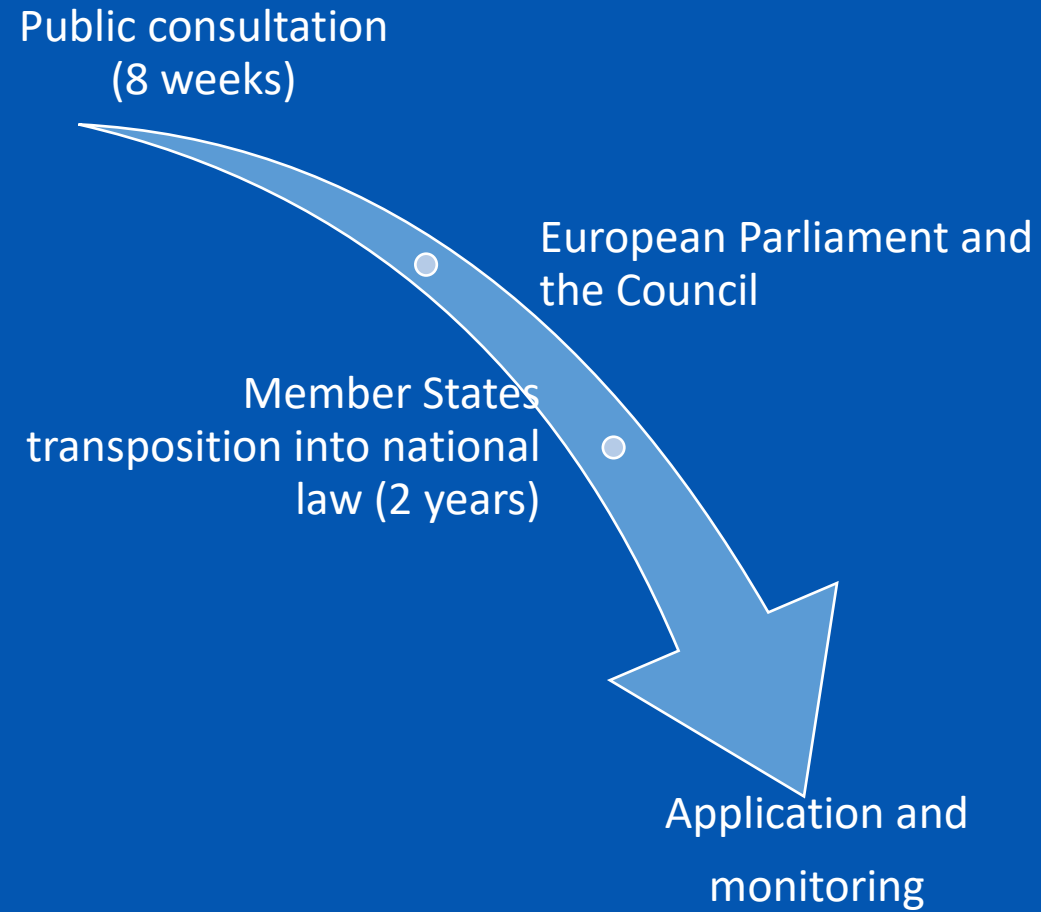 Public consultation
(8 weeks)
European Parliament and
the Council
Member States
transposition into national
law (2 years)
Application and
monitoring